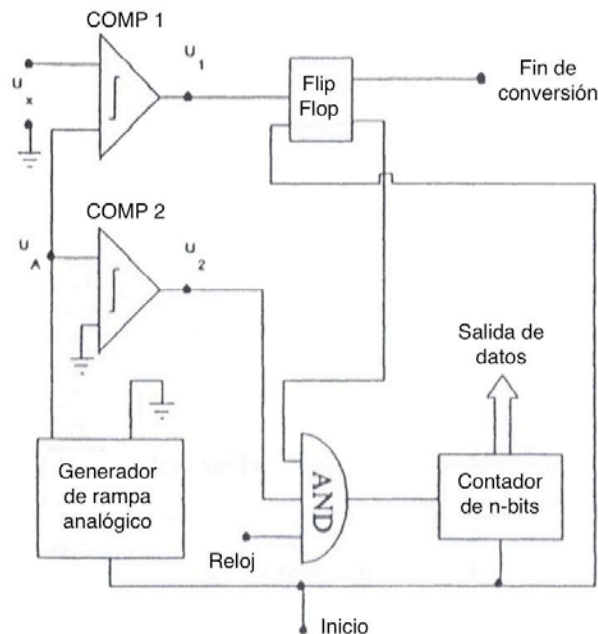 COMP 1
U
1
U
x
Flip
Flop
Fin de
conversión
COMP 2
U
A
U
2
Salida de
datos
Generador
de rampa
analógico
AND
Contador
de n-bits
Reloj
Inicio